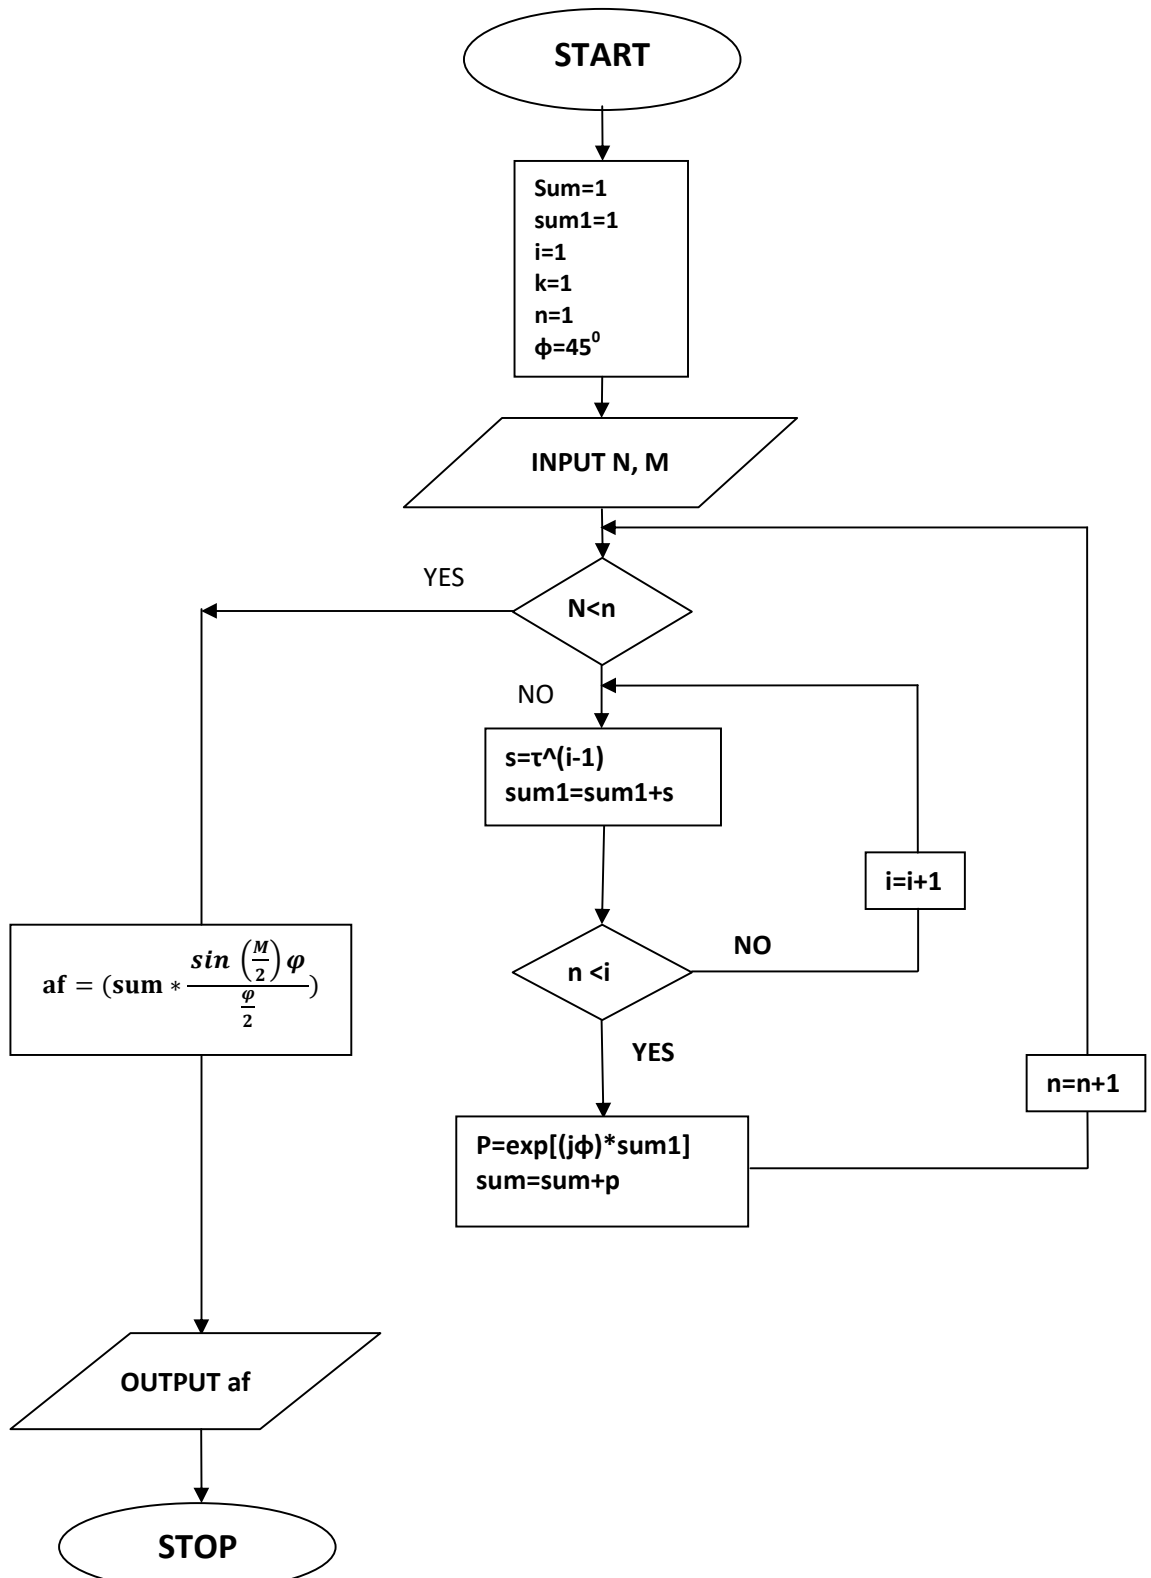 START
Sum=1
sum1=1
i=1
k=1
n=1
ϕ=45⁰
INPUT N, M
YES
N<n
NO
s=τ^(i-1)
sum1=sum1+s
i=i+1
n <i
NO
YES
n=n+1
P=exp[(jϕ)*sum1]
sum=sum+p
af = (sum * sin (M/2) φ / φ/2)
OUTPUT af
STOP